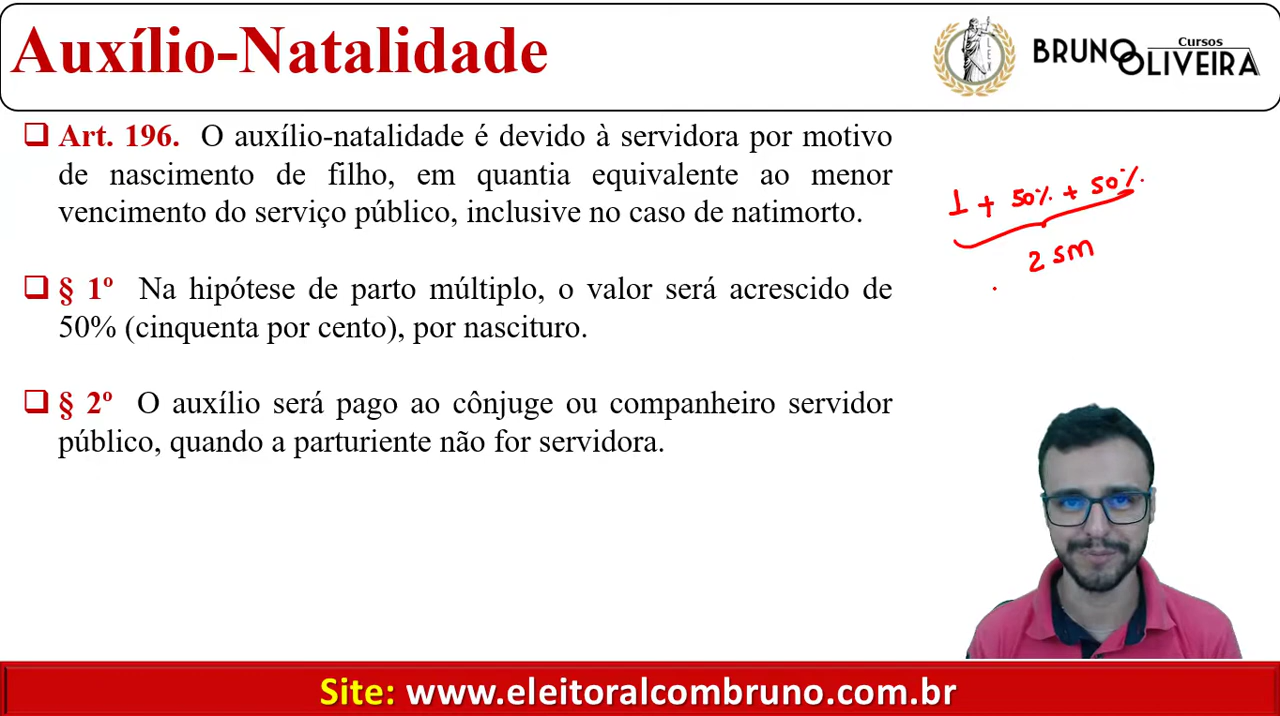 Auxílio-Natalidade
Cursos
BRUNO OLIVEIRA
LEX
❑ Art. 196. O auxílio-natalidade é devido à servidora por motivo
de nascimento de filho, em quantia equivalente ao menor
vencimento do serviço público, inclusive no caso de natimorto.
1 + 50% + 50%.
2 sm
❑ § 1º Na hipótese de parto múltiplo, o valor será acrescido de
50% (cinquenta por cento), por nascituro.
❑ § 2º O auxílio será pago ao cônjuge ou companheiro servidor
público, quando a parturiente não for servidora.
Site: www.eleitoralcombruno.com.br